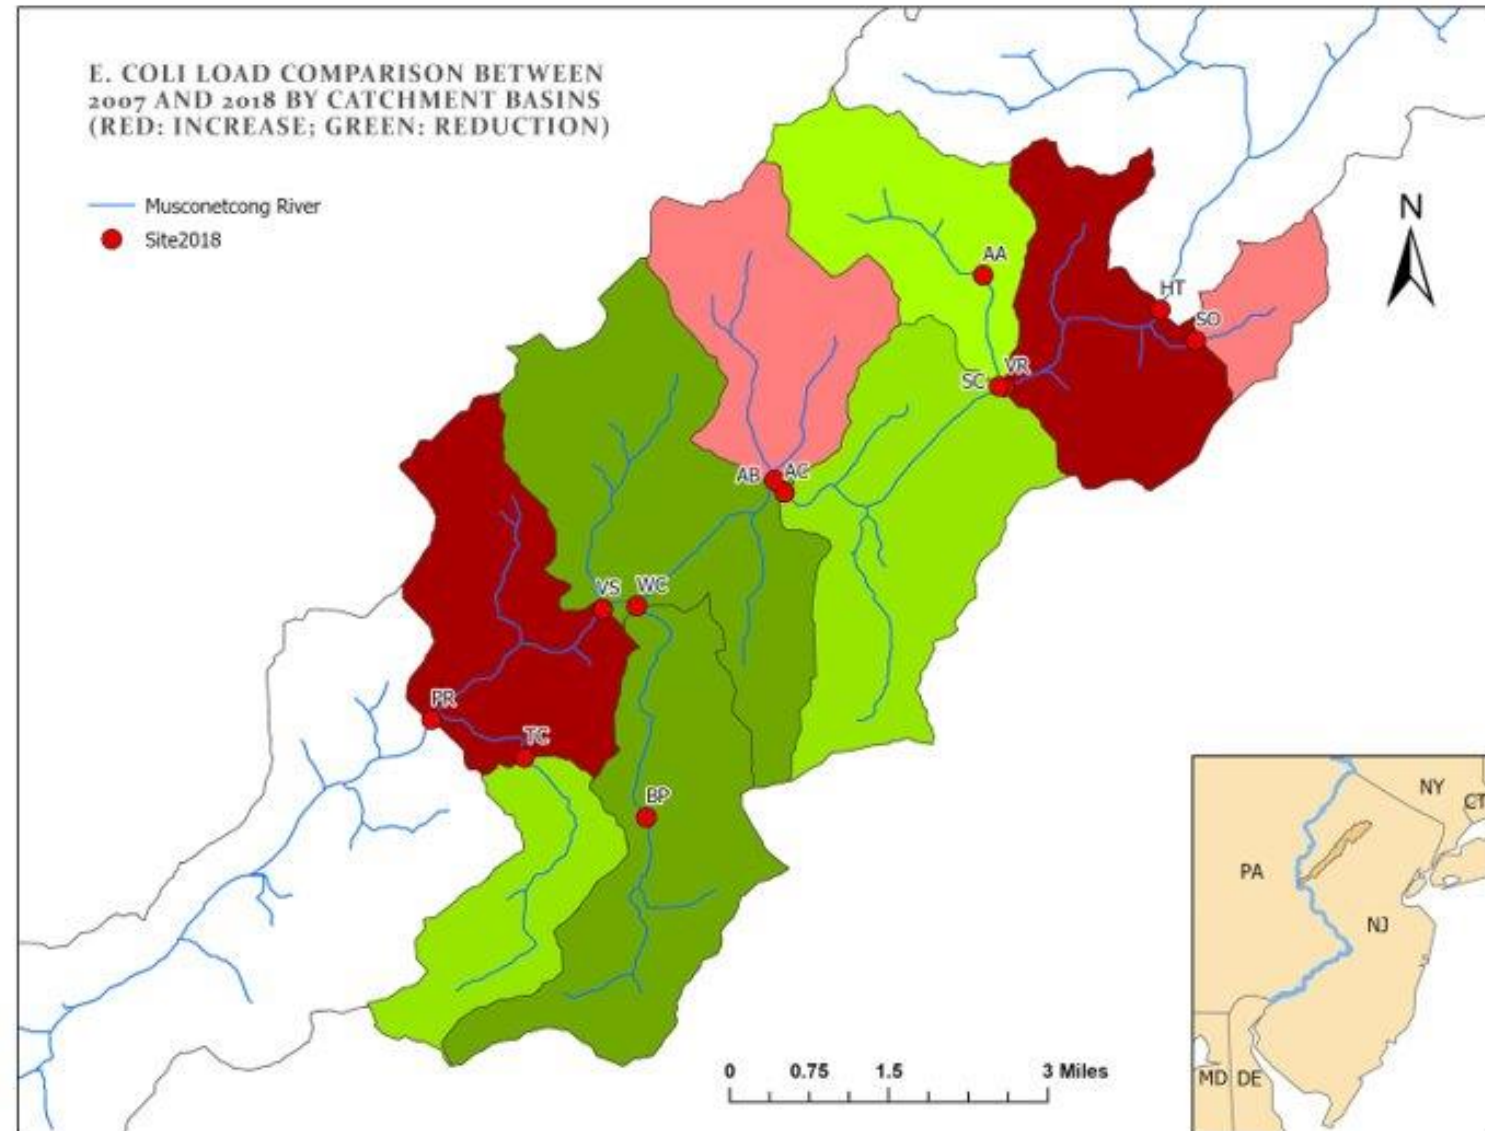 E. COLI LOAD COMPARISON BETWEEN
2007 AND 2018 BY CATCHMENT BASINS
(RED: INCREASE; GREEN: REDUCTION)
Musconetcong River
Site2018
N
AA
HT
SO
SC
VR
AB
AC
VS
WC
PR
TC
BP
NY
CT
PA
NJ
MD
DE
0 0.75 1.5 3 Miles